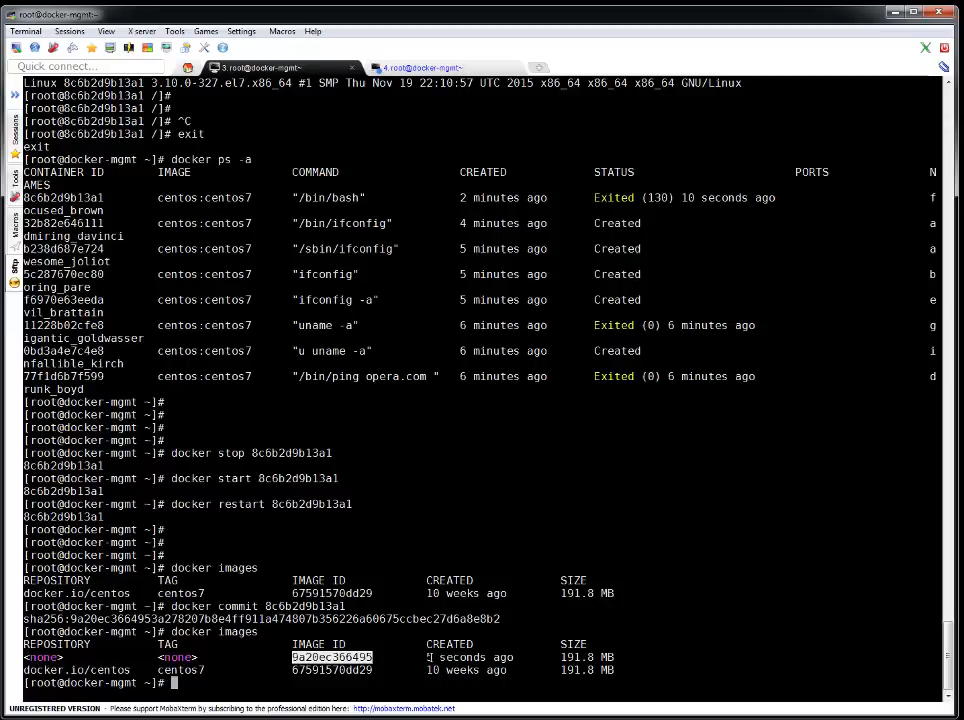 root@docker-mgmt:~
Terminal Sessions View X server Tools Games Settings Macros Help
Quick connect...
3. root@docker-mgmt:~
4. root@docker-mgmt:~
Sessions
Tools
Macros
Sftp
Linux 8c6b2d9b13a1 3.10.0-327.el7.x86_64 #1 SMP Thu Nov 19 22:10:57 UTC 2015 x86_64 x86_64 x86_64 GNU/Linux
[root@8c6b2d9b13a1 /]#
[root@8c6b2d9b13a1 /]#
[root@8c6b2d9b13a1 /]# ^C
[root@8c6b2d9b13a1 /]# exit
exit
[root@docker-mgmt ~]# docker ps -a
CONTAINER ID IMAGE COMMAND CREATED STATUS PORTS N
AMES
8c6b2d9b13a1 centos:centos7 "/bin/bash" 2 minutes ago Exited (130) 10 seconds ago f
ocused_brown
32b82e646111 centos:centos7 "/bin/ifconfig" 4 minutes ago Created a
dmiring_davinci
b238d687e724 centos:centos7 "/sbin/ifconfig" 5 minutes ago Created a
wesome_joliot
5c287670ec80 centos:centos7 "ifconfig" 5 minutes ago Created b
oring_pare
f6970e63eeda centos:centos7 "ifconfig -a" 5 minutes ago Created e
vil_brattain
11228b02cfe8 centos:centos7 "uname -a" 6 minutes ago Exited (0) 6 minutes ago g
igantic_goldwasser
0bd3a4e7c4e8 centos:centos7 "u uname -a" 6 minutes ago Created i
nfallible_kirch
77f1d6b7f599 centos:centos7 "/bin/ping opera.com " 6 minutes ago Exited (0) 6 minutes ago d
runk_boyd
[root@docker-mgmt ~]#
[root@docker-mgmt ~]#
[root@docker-mgmt ~]#
[root@docker-mgmt ~]#
[root@docker-mgmt ~]# docker stop 8c6b2d9b13a1
8c6b2d9b13a1
[root@docker-mgmt ~]# docker start 8c6b2d9b13a1
8c6b2d9b13a1
[root@docker-mgmt ~]# docker restart 8c6b2d9b13a1
8c6b2d9b13a1
[root@docker-mgmt ~]#
[root@docker-mgmt ~]#
[root@docker-mgmt ~]#
[root@docker-mgmt ~]# docker images
REPOSITORY TAG IMAGE ID CREATED SIZE
docker.io/centos centos7 67591570dd29 10 weeks ago 191.8 MB
[root@docker-mgmt ~]# docker commit 8c6b2d9b13a1
sha256:9a20ec3664953a278207b8e4ff911a474807b356226a60675ccbec27d6a8e8b2
[root@docker-mgmt ~]# docker images
REPOSITORY TAG IMAGE ID CREATED SIZE
<none> <none> 9a20ec366495 seconds ago 191.8 MB
docker.io/centos centos7 67591570dd29 10 weeks ago 191.8 MB
[root@docker-mgmt ~]#
UNREGISTERED VERSION - Please support MobaXterm by subscribing to the professional edition here: http://mobaxterm.mobatek.net